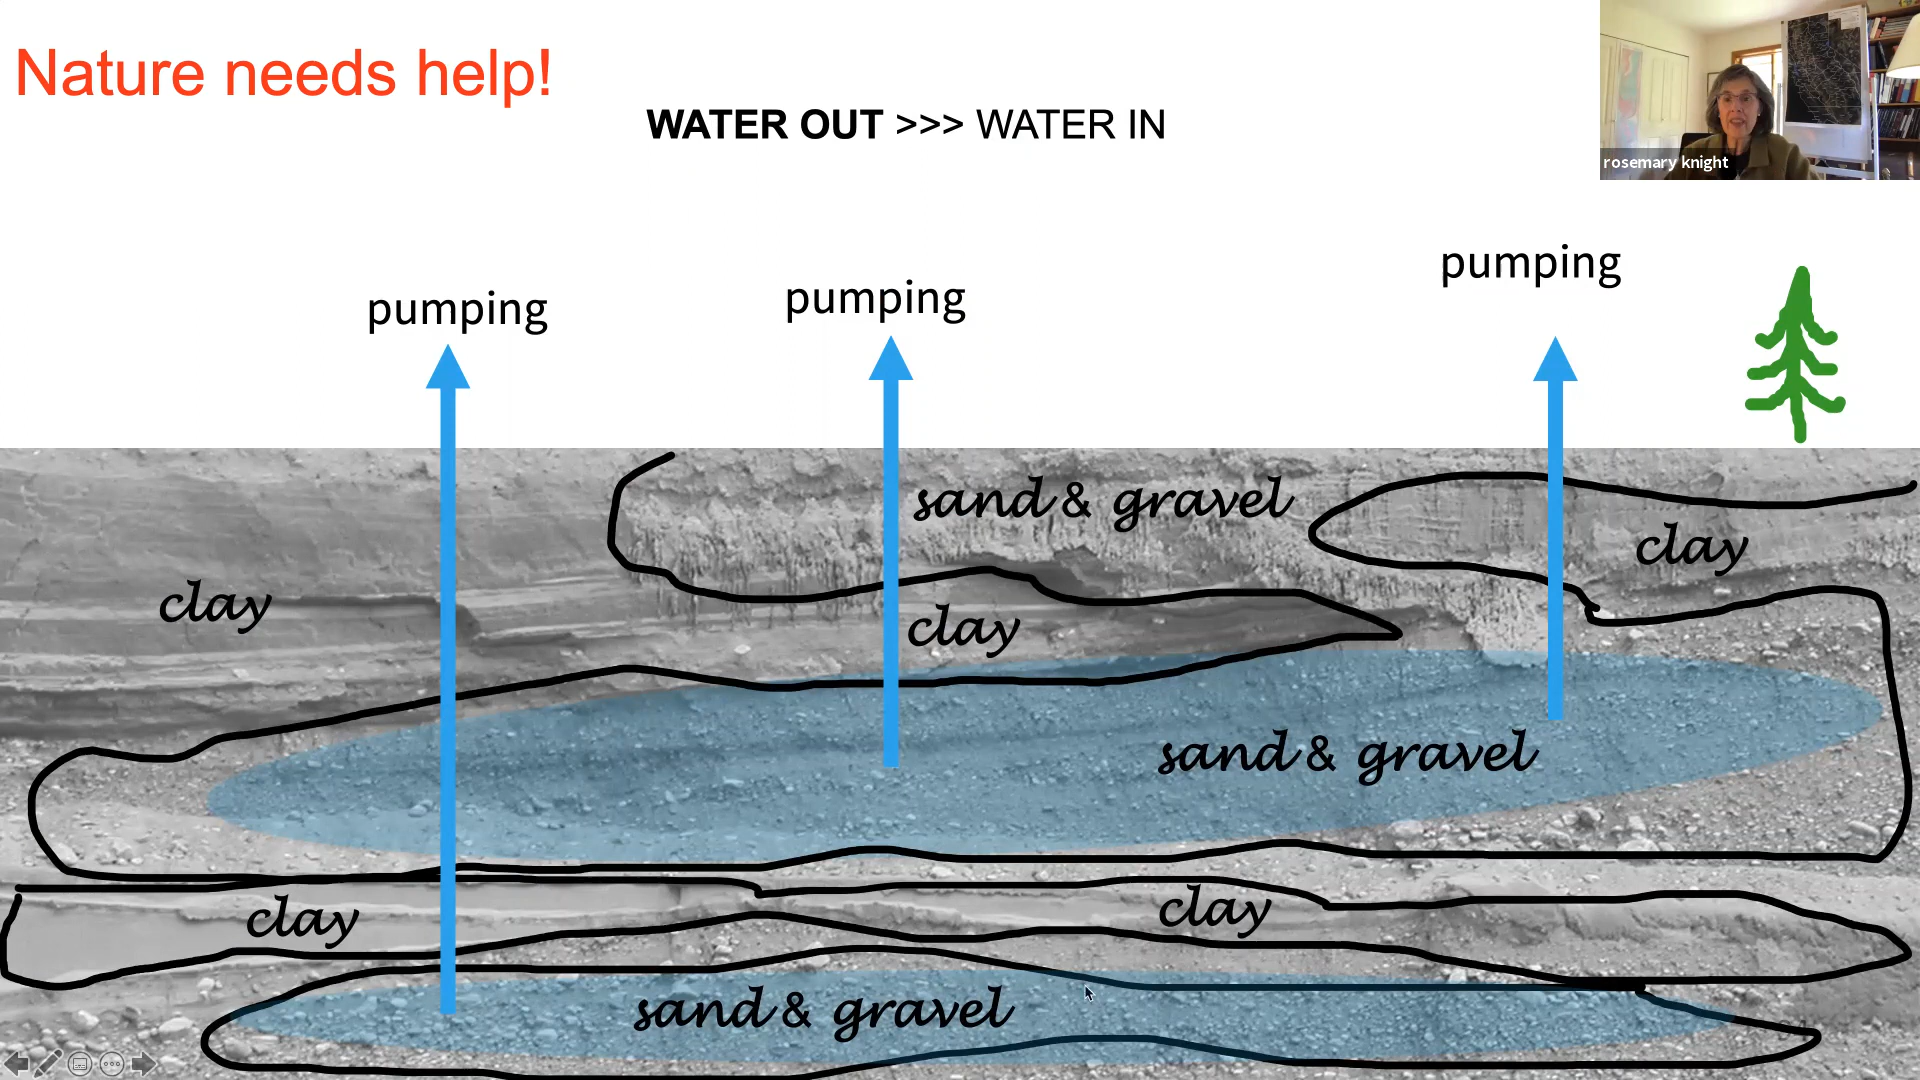 Nature needs help!
WATER OUT >>> WATER IN
rosemary knight
pumping
pumping
pumping
sand & gravel
clay
clay
clay
sand & gravel
clay
clay
sand & gravel